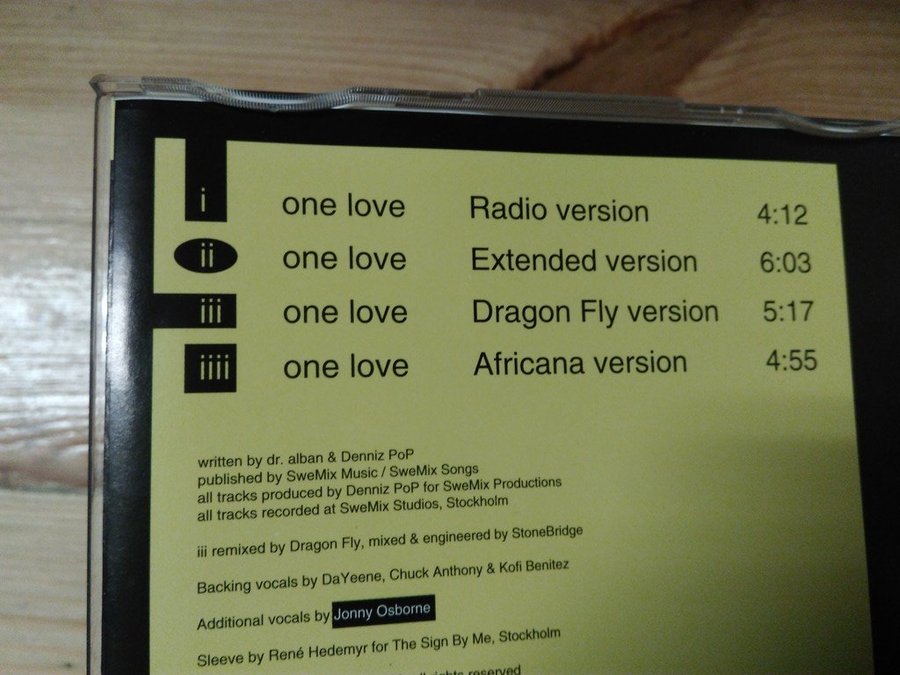 i one love Radio version 4:12
ii one love Extended version 6:03
iii one love Dragon Fly version 5:17
iiii one love Africana version 4:55
written by dr. alban & Denniz PoP
published by SweMix Music / SweMix Songs
all tracks produced by Denniz PoP for SweMix Productions
all tracks recorded at SweMix Studios, Stockholm
iii remixed by Dragon Fly, mixed & engineered by StoneBridge
Backing vocals by DaYeene, Chuck Anthony & Kofi Benitez
Additional vocals by Jonny Osborne
Sleeve by René Hedemyr for The Sign By Me, Stockholm
rights reserved